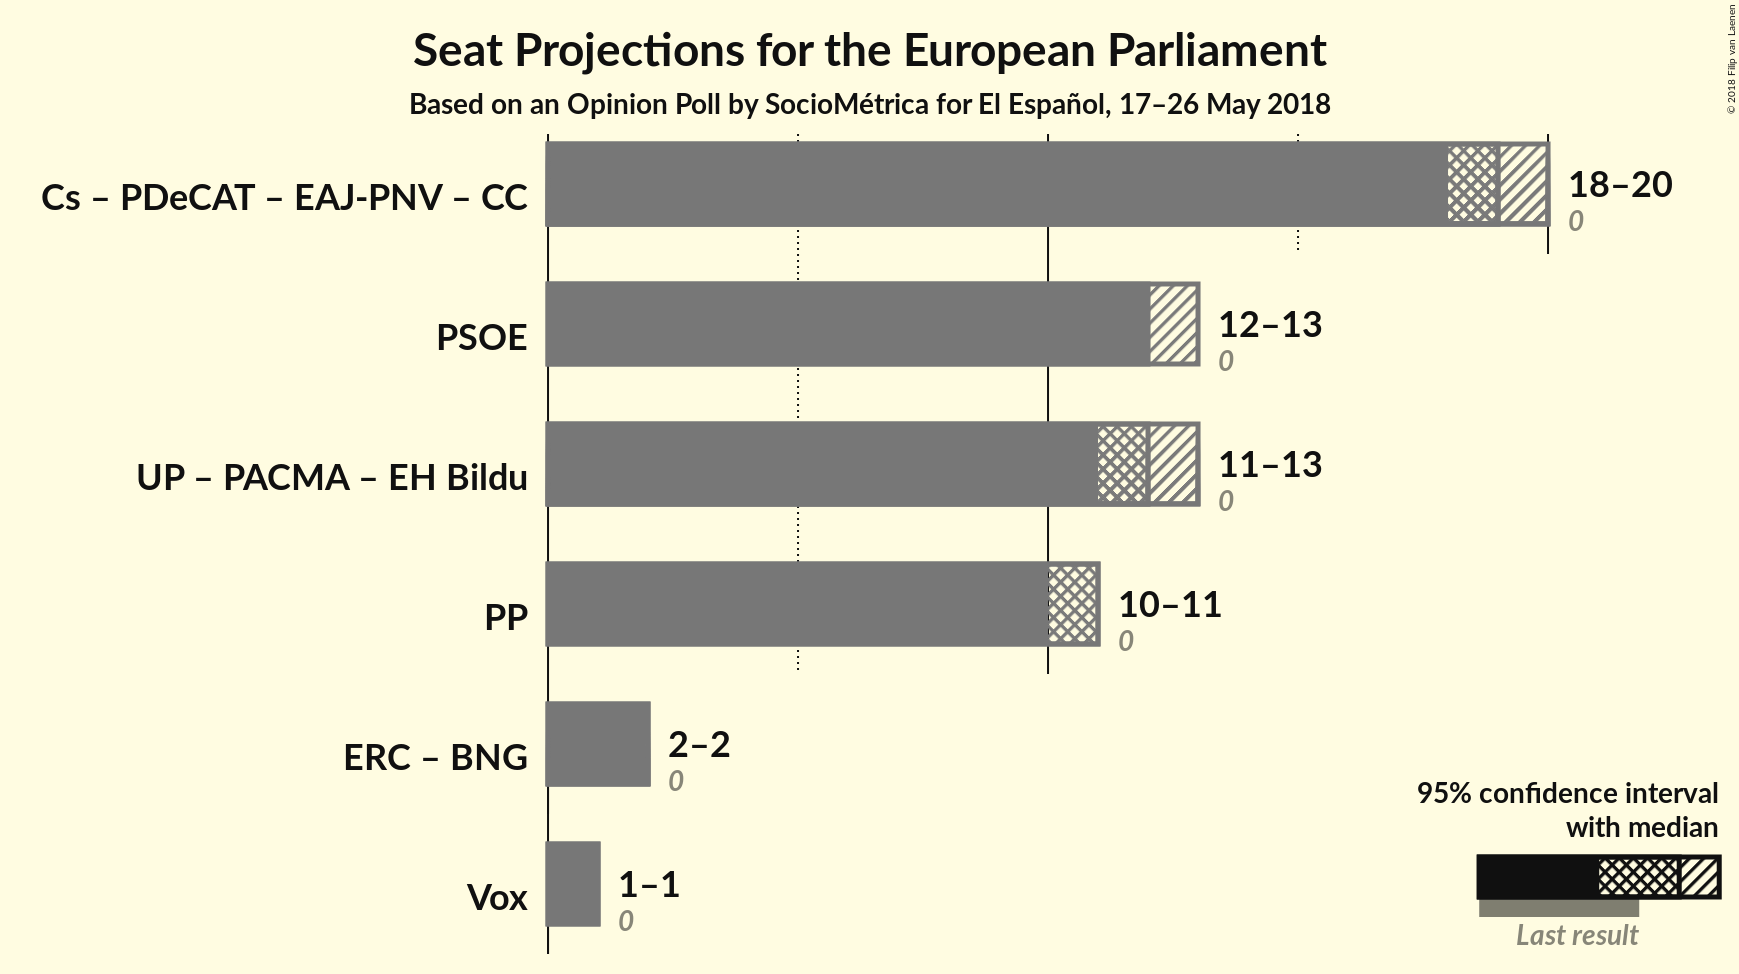 Seat Projections for the European Parliament
Based on an Opinion Poll by SocioMétrica for El Español, 17–26 May 2018
© 2018 Filip van Laenen
Cs – PDeCAT – EAJ-PNV – CC
18–20
0
PSOE
12–13
0
UP – PACMA – EH Bildu
11–13
0
PP
10–11
0
ERC – BNG
2–2
0
Vox
1–1
0
95% confidence interval
with median
Last result